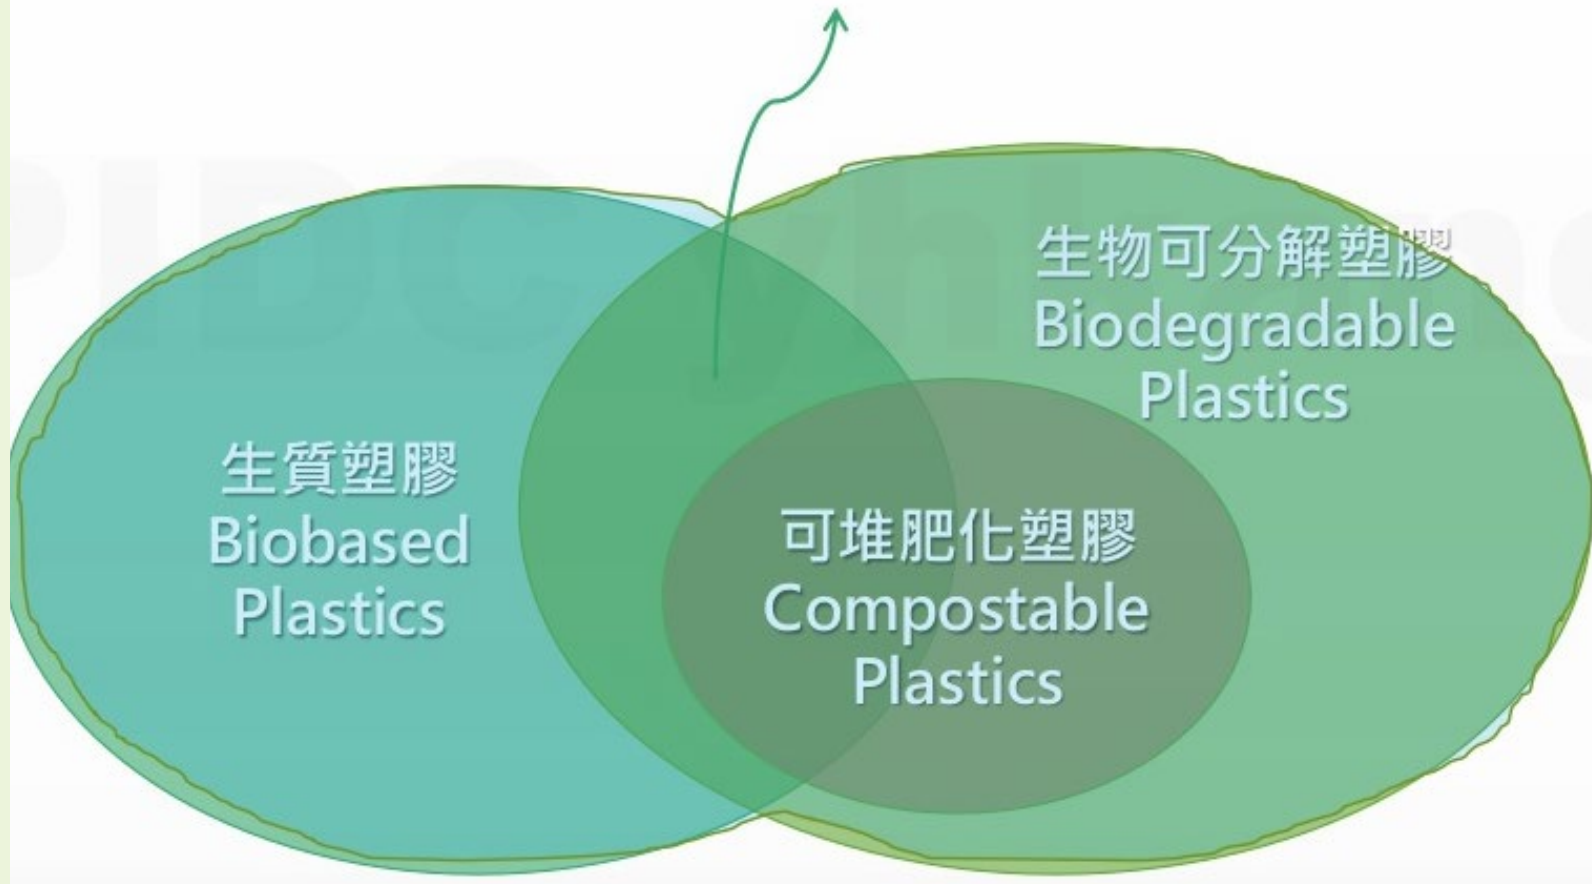 生物可分解塑膠
Biodegradable
Plastics
生質塑膠
Biobased
Plastics
可堆肥化塑膠
Compostable
Plastics